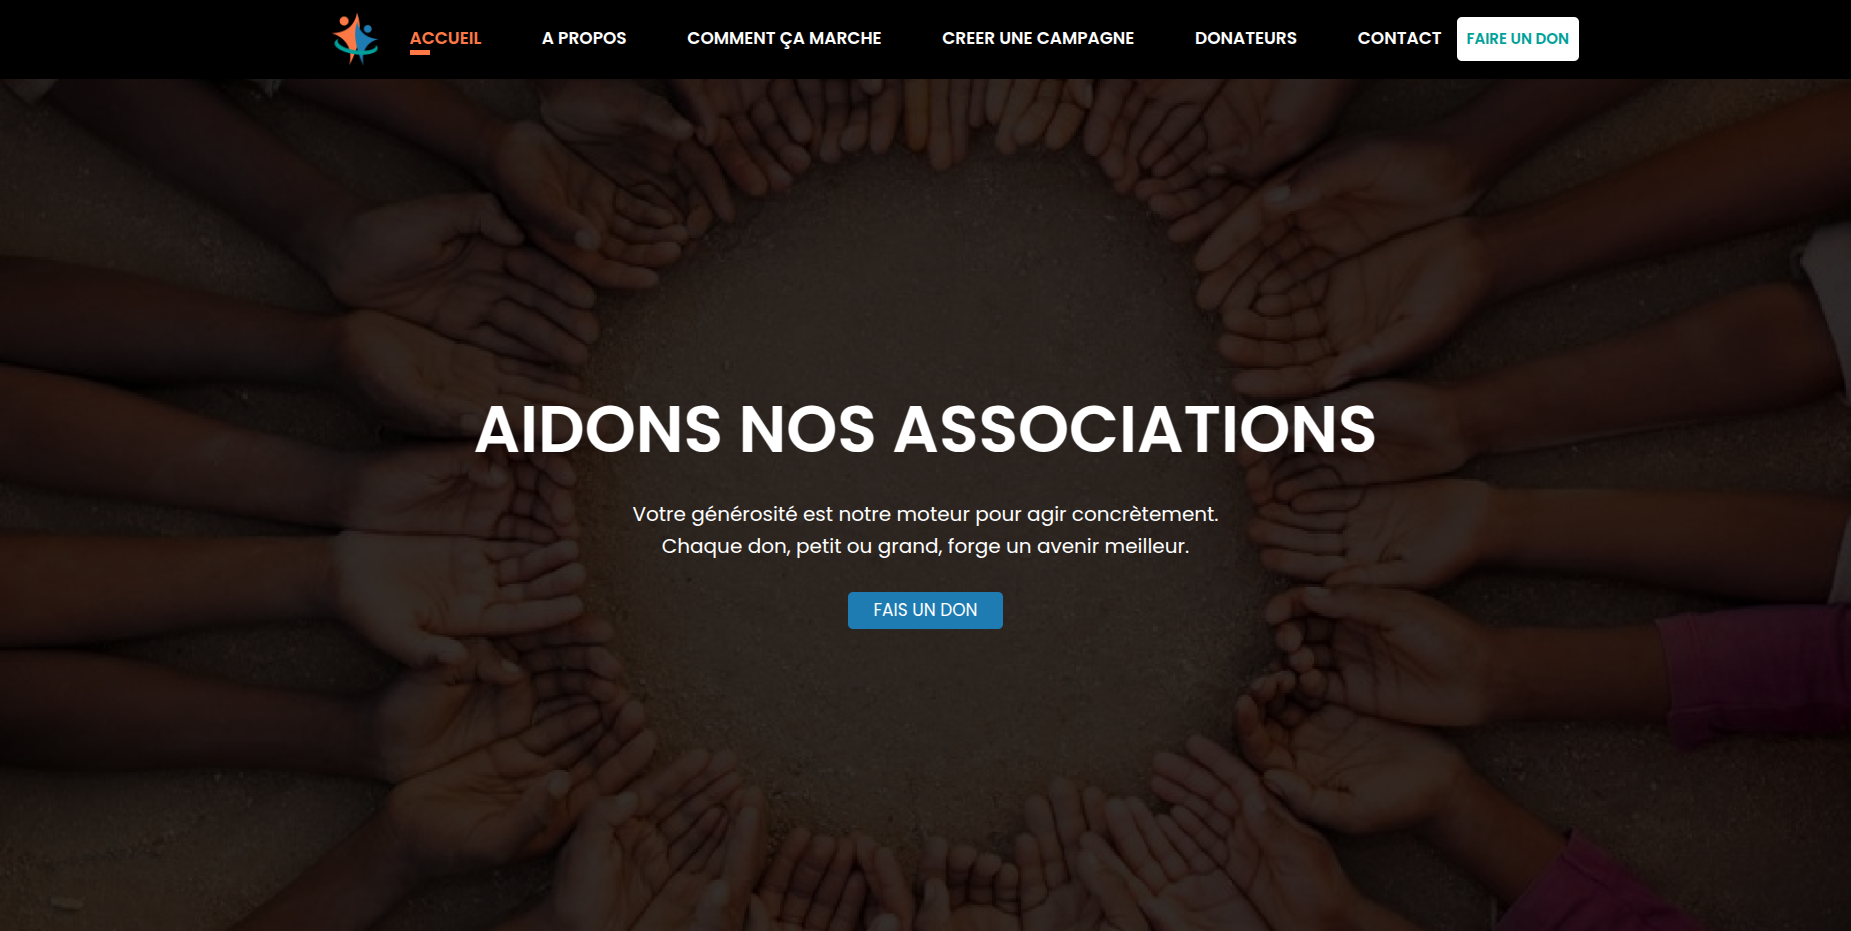 ACCUEIL
A PROPOS
COMMENT ÇA MARCHE
CREER UNE CAMPAGNE
DONATEURS
CONTACT
FAIRE UN DON
AIDONS NOS ASSOCIATIONS
Votre générosité est notre moteur pour agir concrètement.
Chaque don, petit ou grand, forge un avenir meilleur.
FAIS UN DON